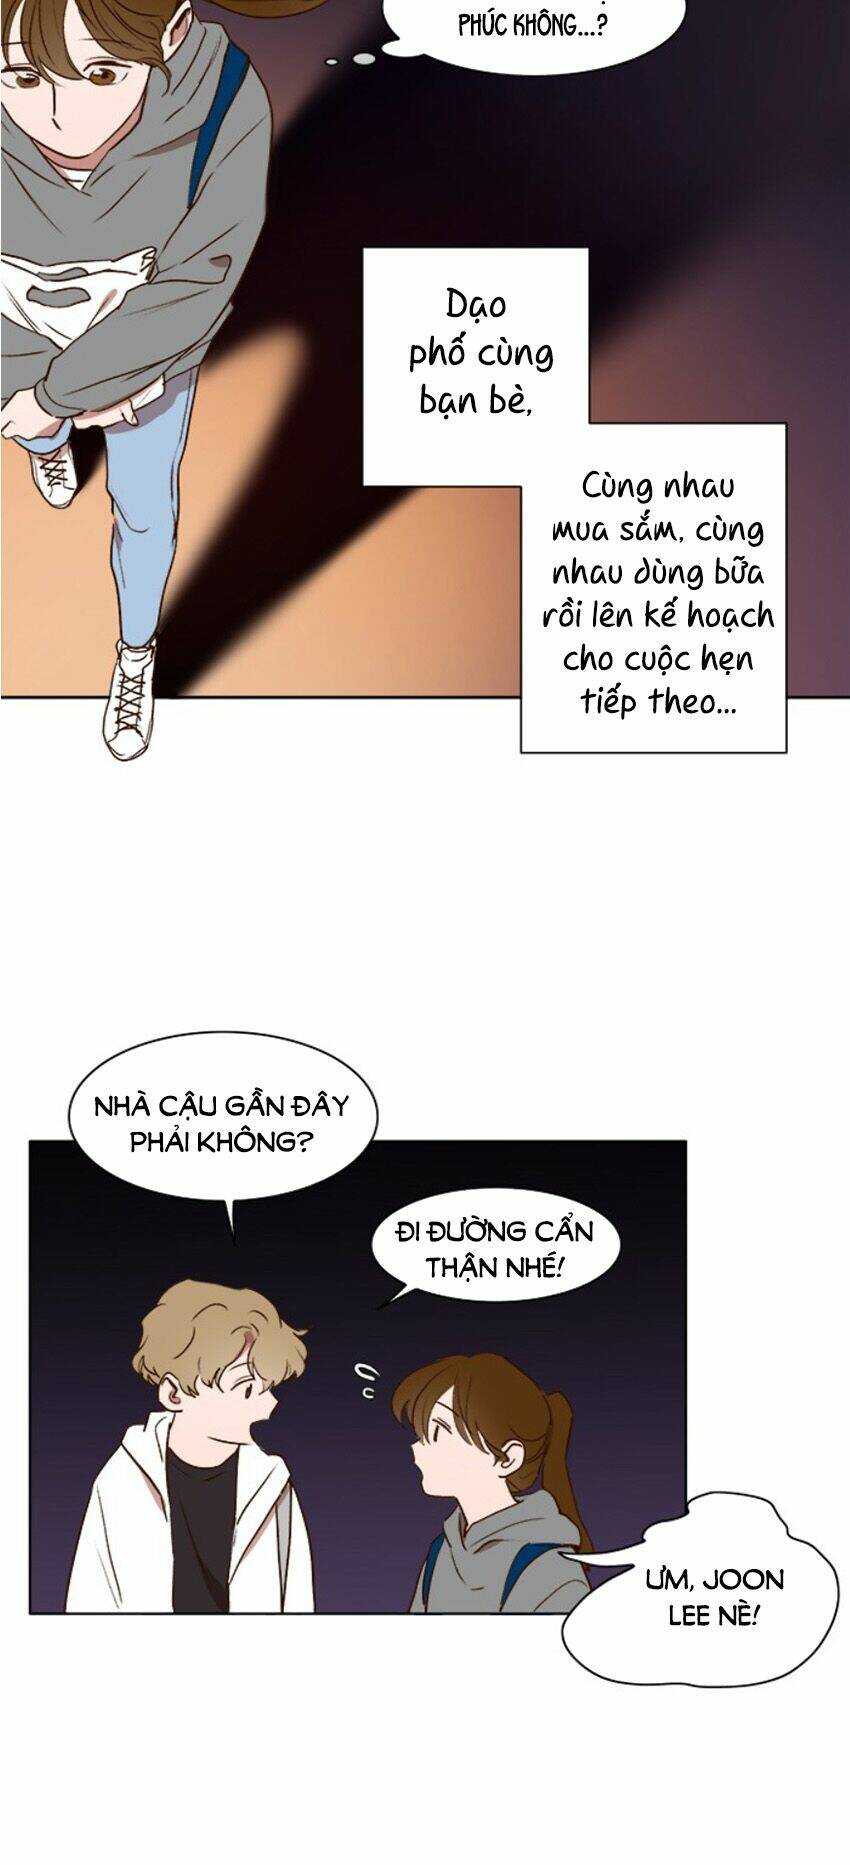 PHÚC KHÔNG...?
Dạo
phố cùng
bạn bè,
Cùng nhau
mua sắm, cùng
nhau dùng bữa
rồi lên kế hoạch
cho cuộc hẹn
tiếp theo...
NHÀ CẬU GẦN ĐÂY
PHẢI KHÔNG?
ĐI ĐƯỜNG CẨN
THẬN NHÉ!
ƯM, JOON
LEE NÈ!